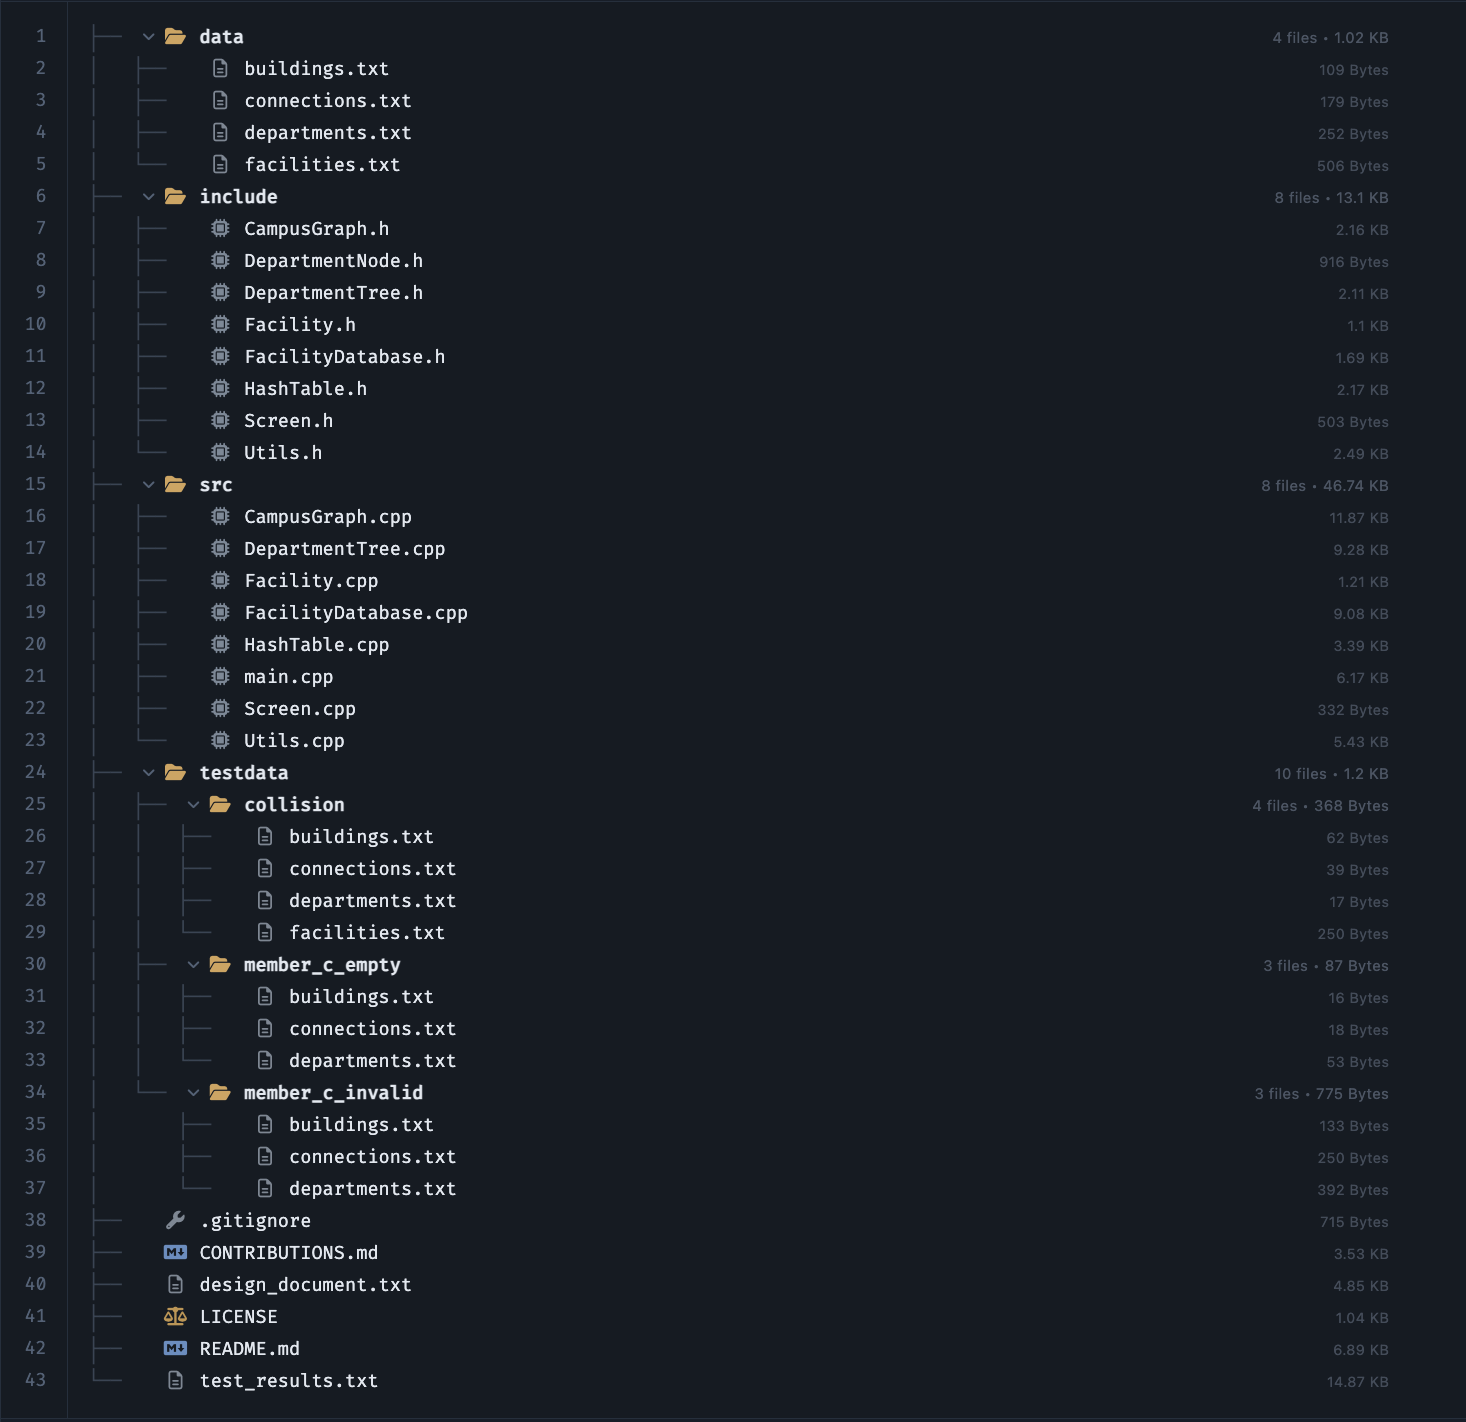 1 data 4 files • 1.02 KB
2 buildings.txt 109 Bytes
3 connections.txt 179 Bytes
4 departments.txt 252 Bytes
5 facilities.txt 506 Bytes
6 include 8 files • 13.1 KB
7 CampusGraph.h 2.16 KB
8 DepartmentNode.h 916 Bytes
9 DepartmentTree.h 2.11 KB
10 Facility.h 1.1 KB
11 FacilityDatabase.h 1.69 KB
12 HashTable.h 2.17 KB
13 Screen.h 503 Bytes
14 Utils.h 2.49 KB
15 src 8 files • 46.74 KB
16 CampusGraph.cpp 11.87 KB
17 DepartmentTree.cpp 9.28 KB
18 Facility.cpp 1.21 KB
19 FacilityDatabase.cpp 9.08 KB
20 HashTable.cpp 3.39 KB
21 main.cpp 6.17 KB
22 Screen.cpp 332 Bytes
23 Utils.cpp 5.43 KB
24 testdata 10 files • 1.2 KB
25 collision 4 files • 368 Bytes
26 buildings.txt 62 Bytes
27 connections.txt 39 Bytes
28 departments.txt 17 Bytes
29 facilities.txt 250 Bytes
30 member_c_empty 3 files • 87 Bytes
31 buildings.txt 16 Bytes
32 connections.txt 18 Bytes
33 departments.txt 53 Bytes
34 member_c_invalid 3 files • 775 Bytes
35 buildings.txt 133 Bytes
36 connections.txt 250 Bytes
37 departments.txt 392 Bytes
38 .gitignore 715 Bytes
39 CONTRIBUTIONS.md 3.53 KB
40 design_document.txt 4.85 KB
41 LICENSE 1.04 KB
42 README.md 6.89 KB
43 test_results.txt 14.87 KB